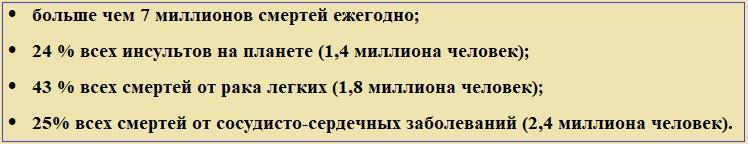 • больше чем 7 миллионов смертей ежегодно;
• 24 % всех инсультов на планете (1,4 миллиона человек);
• 43 % всех смертей от рака легких (1,8 миллиона человек);
• 25% всех смертей от сосудисто-сердечных заболеваний (2,4 миллиона человек).